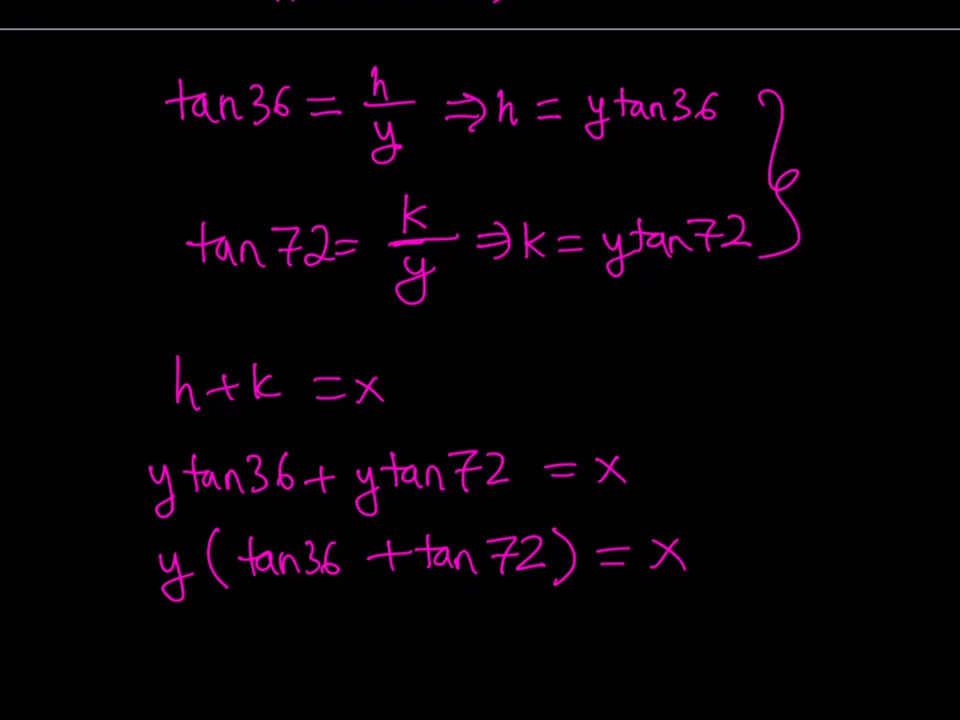 tan36 = h/y ⇒ h = y tan36
tan72 = k/y ⇒ k = y tan72
h + k = x
y tan36 + y tan72 = x
y (tan36 + tan72) = x